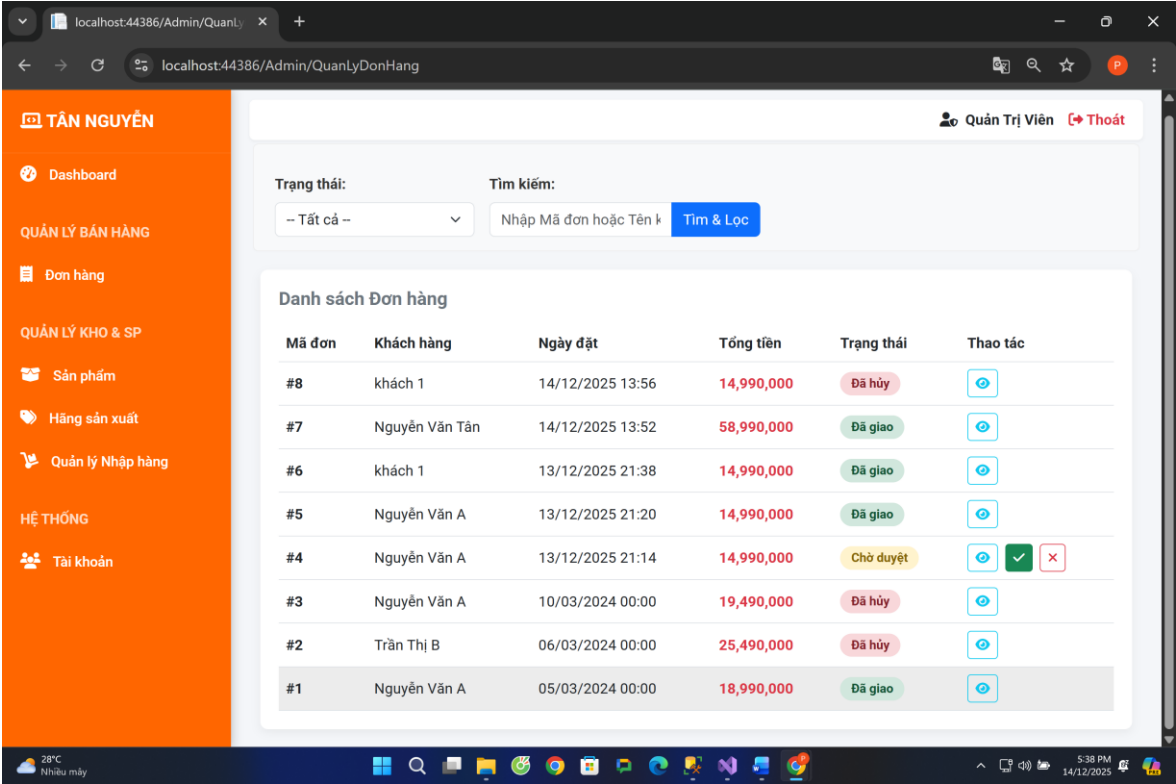 localhost:44386/Admin/QuanLy
localhost:44386/Admin/QuanLyDonHang
P
TÂN NGUYỄN
Quản Trị Viên Thoát
Dashboard
QUẢN LÝ BÁN HÀNG
Đơn hàng
QUẢN LÝ KHO & SP
Sản phẩm
Hãng sản xuất
Quản lý Nhập hàng
HỆ THỐNG
Tài khoản
Trạng thái: Tìm kiếm:
-- Tất cả -- Nhập Mã đơn hoặc Tên k Tìm & Lọc
Danh sách Đơn hàng
Mã đơn Khách hàng Ngày đặt Tổng tiền Trạng thái Thao tác
#8 khách 1 14/12/2025 13:56 14,990,000 Đã hủy
#7 Nguyễn Văn Tân 14/12/2025 13:52 58,990,000 Đã giao
#6 khách 1 13/12/2025 21:38 14,990,000 Đã giao
#5 Nguyễn Văn A 13/12/2025 21:20 14,990,000 Đã giao
#4 Nguyễn Văn A 13/12/2025 21:14 14,990,000 Chờ duyệt
#3 Nguyễn Văn A 10/03/2024 00:00 19,490,000 Đã hủy
#2 Trần Thị B 06/03/2024 00:00 25,490,000 Đã hủy
#1 Nguyễn Văn A 05/03/2024 00:00 18,990,000 Đã giao
28°C
Nhiều mây
5:38 PM
14/12/2025